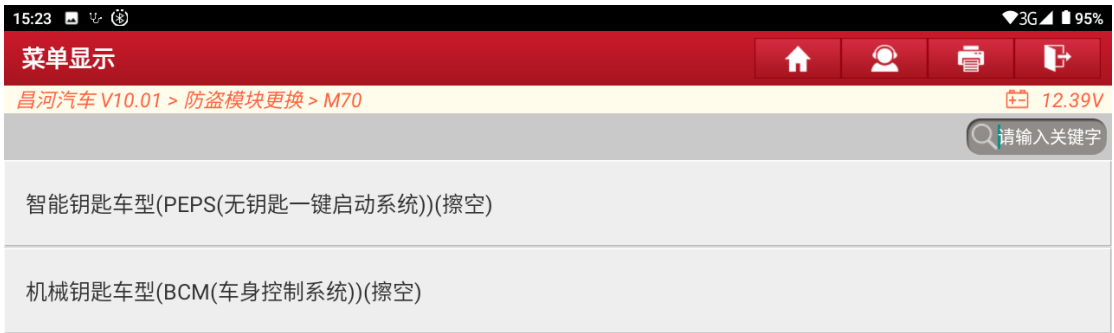 15:23 3G 95%
菜单显示
昌河汽车 V10.01 > 防盗模块更换 > M70 12.39V
请输入关键字
智能钥匙车型(PEPS(无钥匙一键启动系统))(擦空)
机械钥匙车型(BCM(车身控制系统))(擦空)